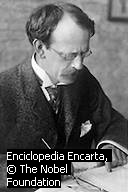 Enciclopedia Encarta,
© The Nobel
Foundation